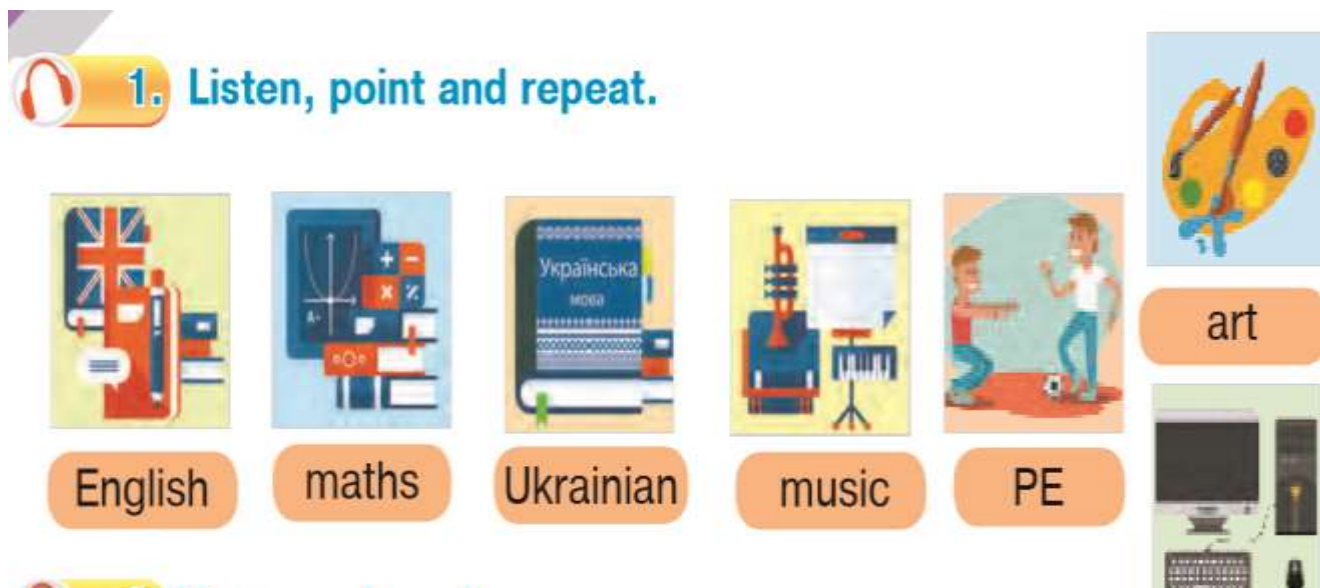 1. Listen, point and repeat.
Українська
мова
A+
English
maths
Ukrainian
music
PE
art